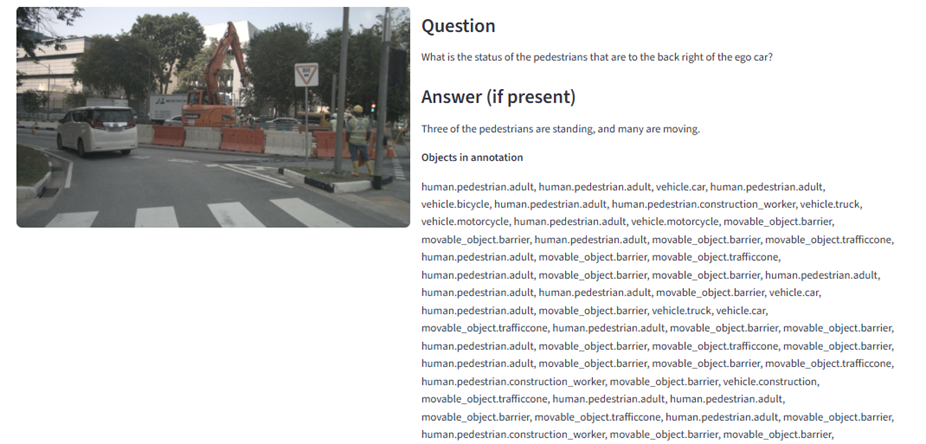 Question
What is the status of the pedestrians that are to the back right of the ego car?
Answer (if present)
Three of the pedestrians are standing, and many are moving.
Objects in annotation
human.pedestrian.adult, human.pedestrian.adult, vehicle.car, human.pedestrian.adult,
vehicle.bicycle, human.pedestrian.adult, human.pedestrian.construction_worker, vehicle.truck,
vehicle.motorcycle, human.pedestrian.adult, vehicle.motorcycle, movable_object.barrier,
movable_object.barrier, human.pedestrian.adult, movable_object.barrier, movable_object.trafficcone,
human.pedestrian.adult, movable_object.barrier, movable_object.trafficcone,
human.pedestrian.adult, movable_object.barrier, movable_object.barrier, human.pedestrian.adult,
human.pedestrian.adult, human.pedestrian.adult, movable_object.barrier, vehicle.car,
human.pedestrian.adult, movable_object.barrier, vehicle.truck, vehicle.car,
movable_object.trafficcone, human.pedestrian.adult, movable_object.barrier, movable_object.barrier,
human.pedestrian.adult, movable_object.barrier, movable_object.trafficcone, movable_object.barrier,
human.pedestrian.adult, movable_object.barrier, movable_object.barrier, movable_object.trafficcone,
human.pedestrian.construction_worker, movable_object.barrier, vehicle.construction,
movable_object.trafficcone, human.pedestrian.adult, human.pedestrian.adult,
movable_object.barrier, movable_object.trafficcone, human.pedestrian.adult, movable_object.barrier,
human.pedestrian.construction_worker, movable_object.barrier, movable_object.barrier,